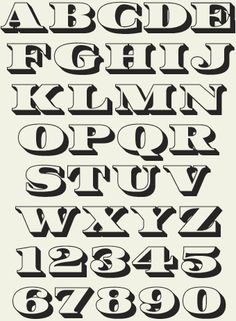 ABCDE
FGHIJ
KLMN
OPQR
STUV
WXYZ
12345
67890